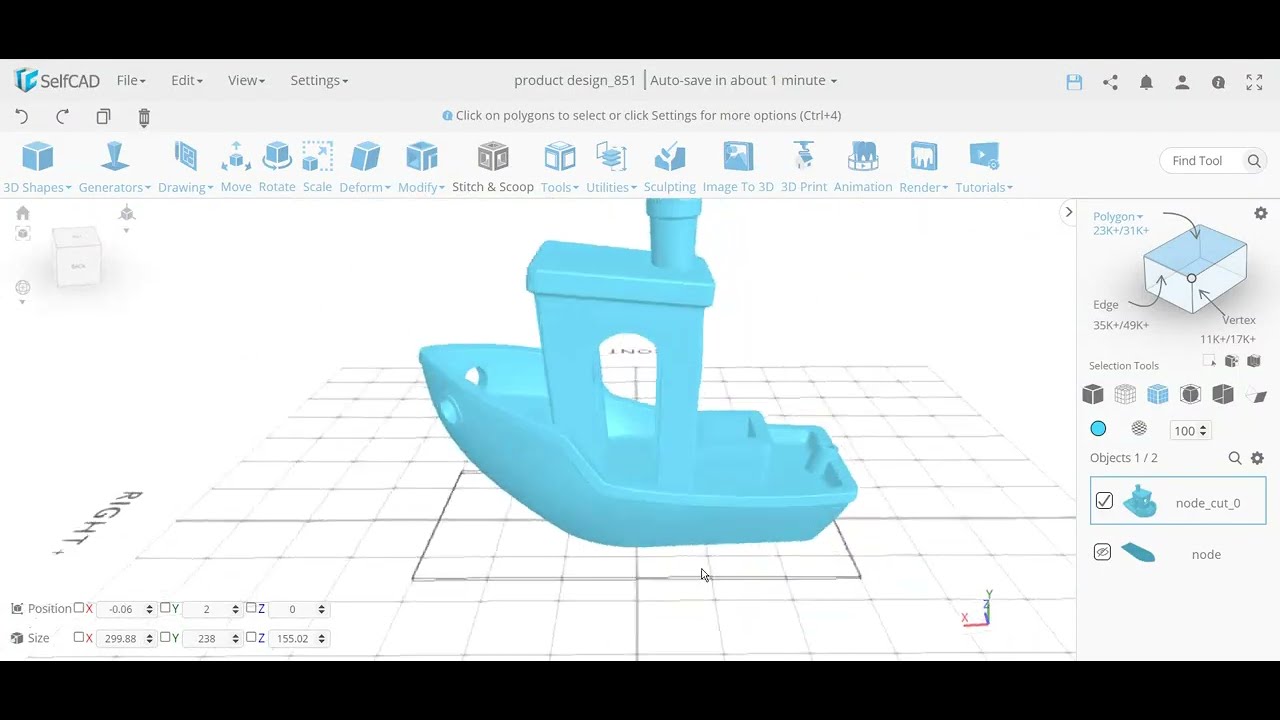 SelfCAD File Edit View Settings product design_851 Auto-save in about 1 minute
Click on polygons to select or click Settings for more options (Ctrl+4)
3D Shapes Generators Drawing Move Rotate Scale Deform Modify Stitch & Scoop Tools Utilities Sculpting Image To 3D 3D Print Animation Render Tutorials Find Tool
Polygon
23K+/31K+
BACK
Edge
35K+/49K+
Vertex
11K+/17K+
Selection Tools
100
Objects 1 / 2
node_cut_0
node
RIGHT
Position X -0.06 Y 2 Z 0
Size X 299.88 Y 238 Z 155.02
X Y Z